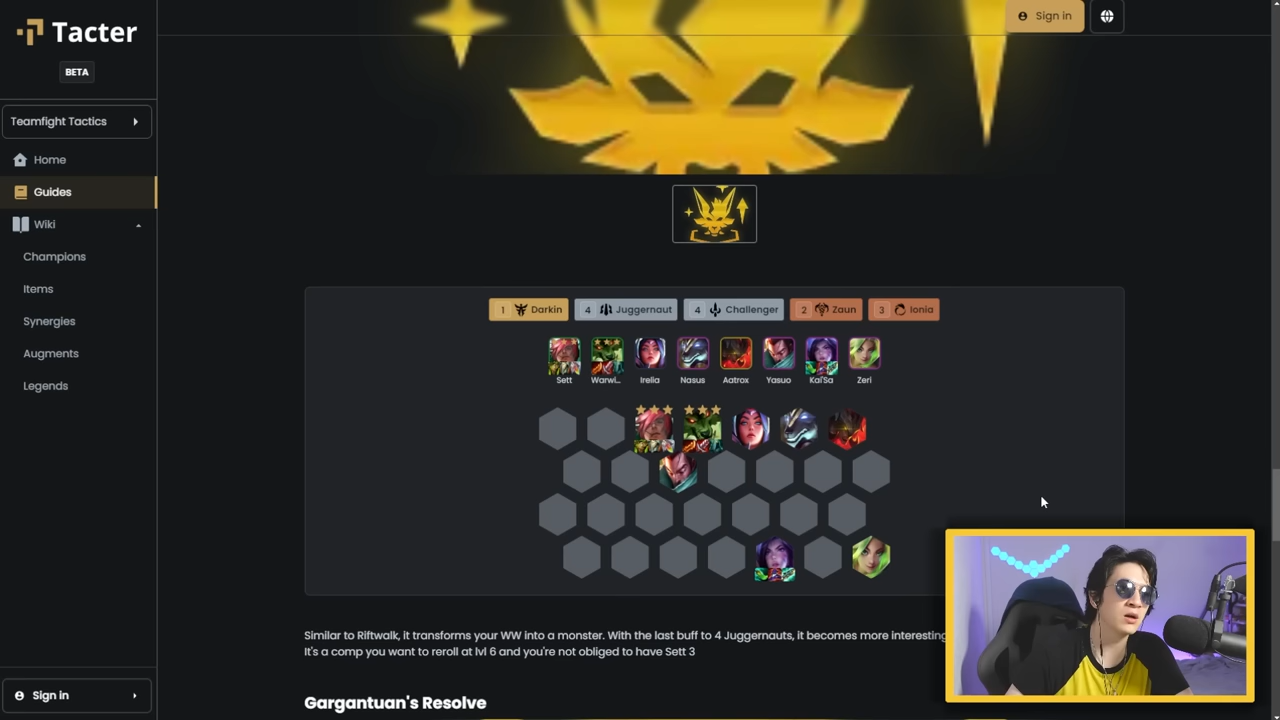 Tacter
BETA
Sign in
Teamfight Tactics
Home
Guides
Wiki
Champions
Items
Synergies
Augments
Legends
Sign in
1 Darkin
4 Juggernaut
4 Challenger
2 Zaun
3 Ionia
Sett
Warwi...
Irelia
Nasus
Aatrox
Yasuo
Kai'Sa
Zeri
Similar to Riftwalk, it transforms your WW into a monster. With the last buff to 4 Juggernauts, it becomes more interesting
It's a comp you want to reroll at lvl 6 and you're not obliged to have Sett 3
Gargantuan's Resolve